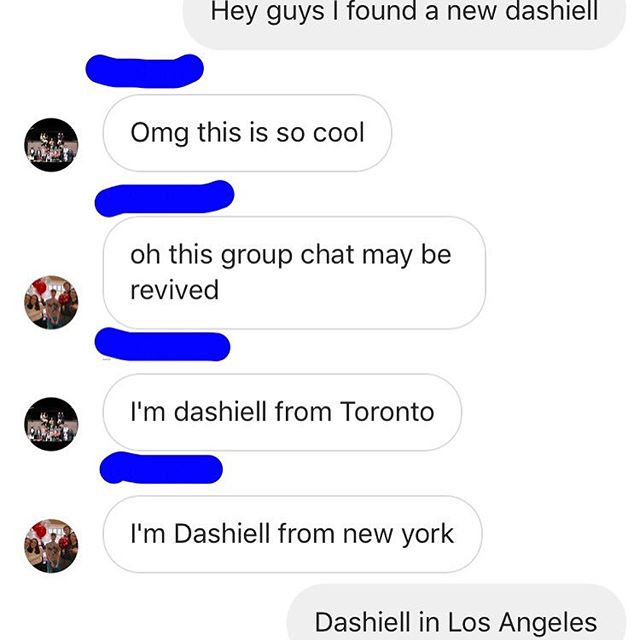 Hey guys I found a new dashiell
Omg this is so cool
oh this group chat may be
revived
I'm dashiell from Toronto
I'm Dashiell from new york
Dashiell in Los Angeles